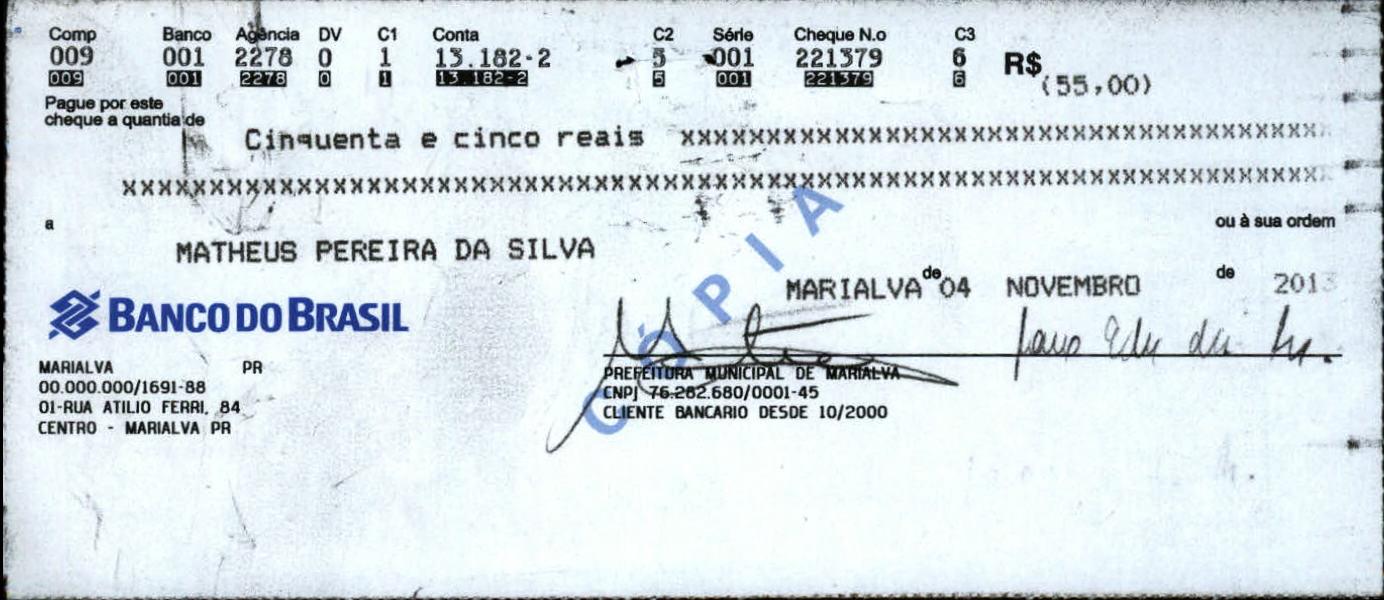 Comp Banco Agência DV C1 Conta C2 Série Cheque N.o C3
009 001 2278 0 1 13.182-2 5 001 221379 6 R$
009 001 2278 0 1 13.182-2 5 001 221379 6 (55,00)
Pague por este
cheque a quantia de
Cinquenta e cinco reais xxxxxxxxxxxxxxxxxxxxxxxxxxxxxxxxxxxxxxxxxxxx
xxxxxxxxxxxxxxxxxxxxxxxxxxxxxxxxxxxxxxxxxxxxxxxxxxxxxxxxxxxxxxxxxxxxxxxxxxxxxxxxxx
a ou à sua ordem
MATHEUS PEREIRA DA SILVA
MARIALVA de 04 NOVEMBRO de 2013
CÓPIA
BANCO DO BRASIL
MARIALVA PR
00.000.000/1691-88
01-RUA ATILIO FERRI, 84
CENTRO - MARIALVA PR
PREFEITURA MUNICIPAL DE MARIALVA
CNPJ 76.282.680/0001-45
CLIENTE BANCARIO DESDE 10/2000